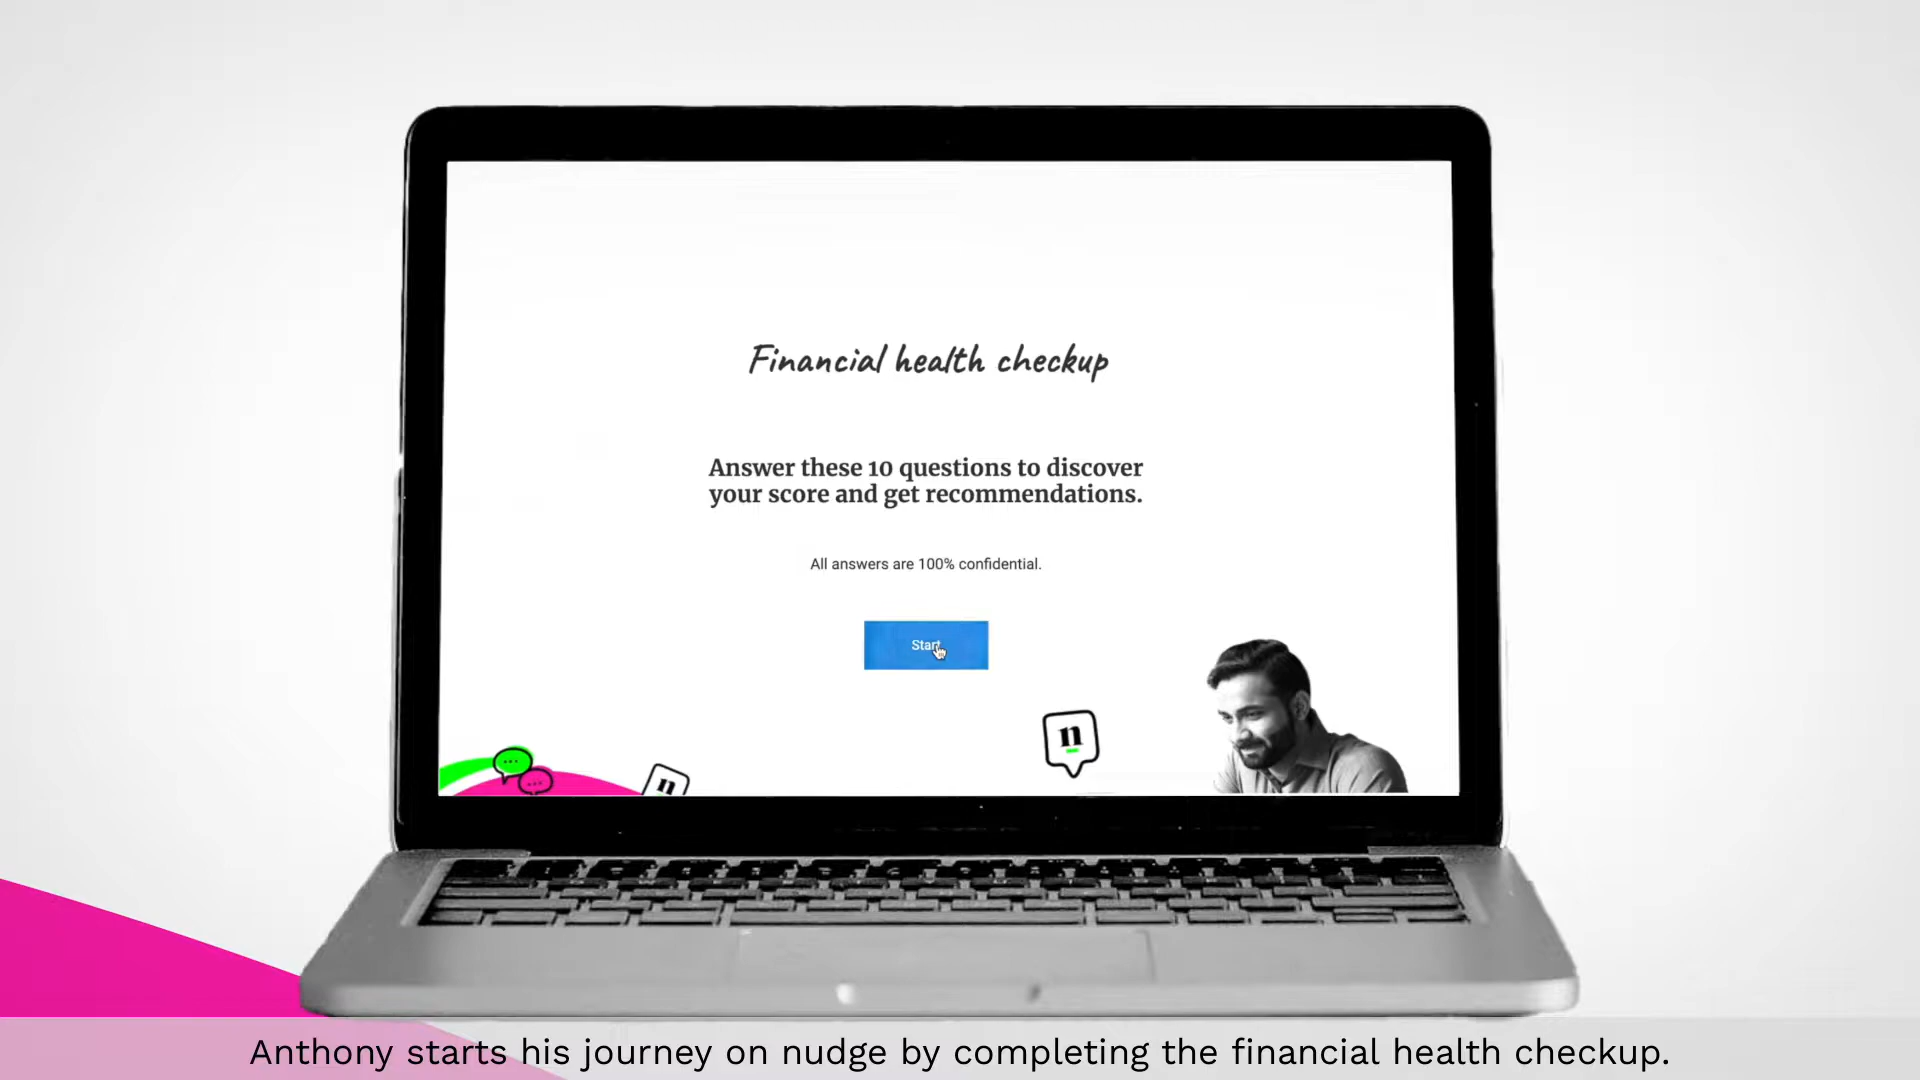 Financial health checkup
Answer these 10 questions to discover
your score and get recommendations.
All answers are 100% confidential.
Start
n
n
Anthony starts his journey on nudge by completing the financial health checkup.